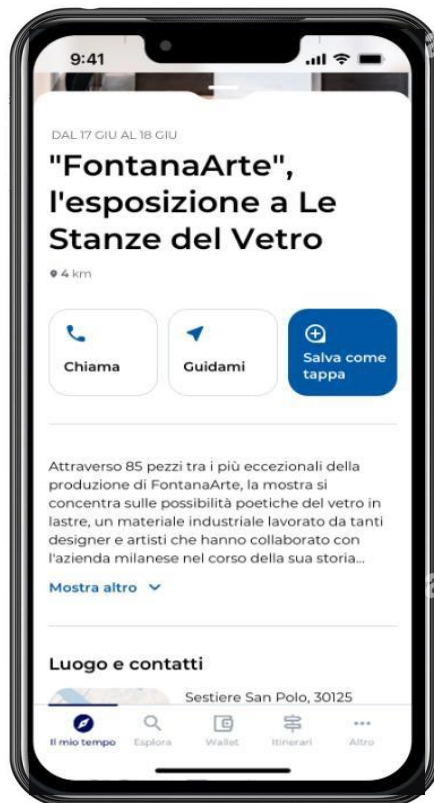 9:41
DAL 17 GIU AL 18 GIU
"FontanaArte",
l'esposizione a Le
Stanze del Vetro
4 km
Chiama
Guidami
Salva come
tappa
Attraverso 85 pezzi tra i più eccezionali della
produzione di FontanaArte, la mostra si
concentra sulle possibilità poetiche del vetro in
lastre, un materiale industriale lavorato da tanti
designer e artisti che hanno collaborato con
l'azienda milanese nel corso della sua storia...
Mostra altro
Luogo e contatti
Sestiere San Polo, 30125
Il mio tempo
Esplora
Wallet
Itinerari
Altro